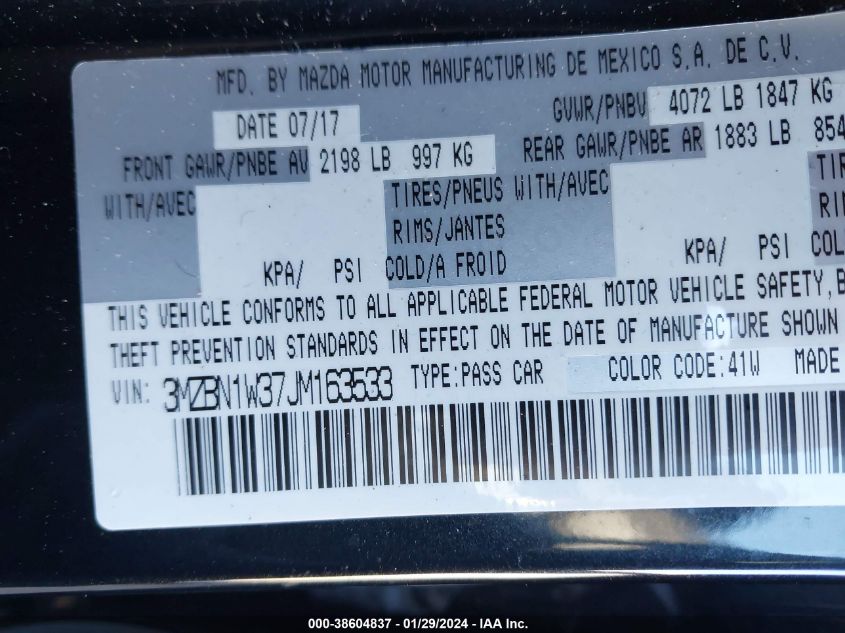 MFD. BY MAZDA MOTOR MANUFACTURING DE MEXICO S.A. DE C.V.
DATE 07/17 GVWR/PNBV 4072 LB 1847 KG
FRONT GAWR/PNBE AV 2198 LB 997 KG REAR GAWR/PNBE AR 1883 LB 854
WITH/AVEC TIRES/PNEUS WITH/AVEC TIR
RIMS/JANTES RIM
KPA/ PSI COLD/A FROID KPA/ PSI COL
THIS VEHICLE CONFORMS TO ALL APPLICABLE FEDERAL MOTOR VEHICLE SAFETY, B
THEFT PREVENTION STANDARDS IN EFFECT ON THE DATE OF MANUFACTURE SHOWN
VIN: 3MZBN1W37JM163533 TYPE:PASS CAR COLOR CODE:41W MADE
000-38604837 - 01/29/2024 - IAA Inc.